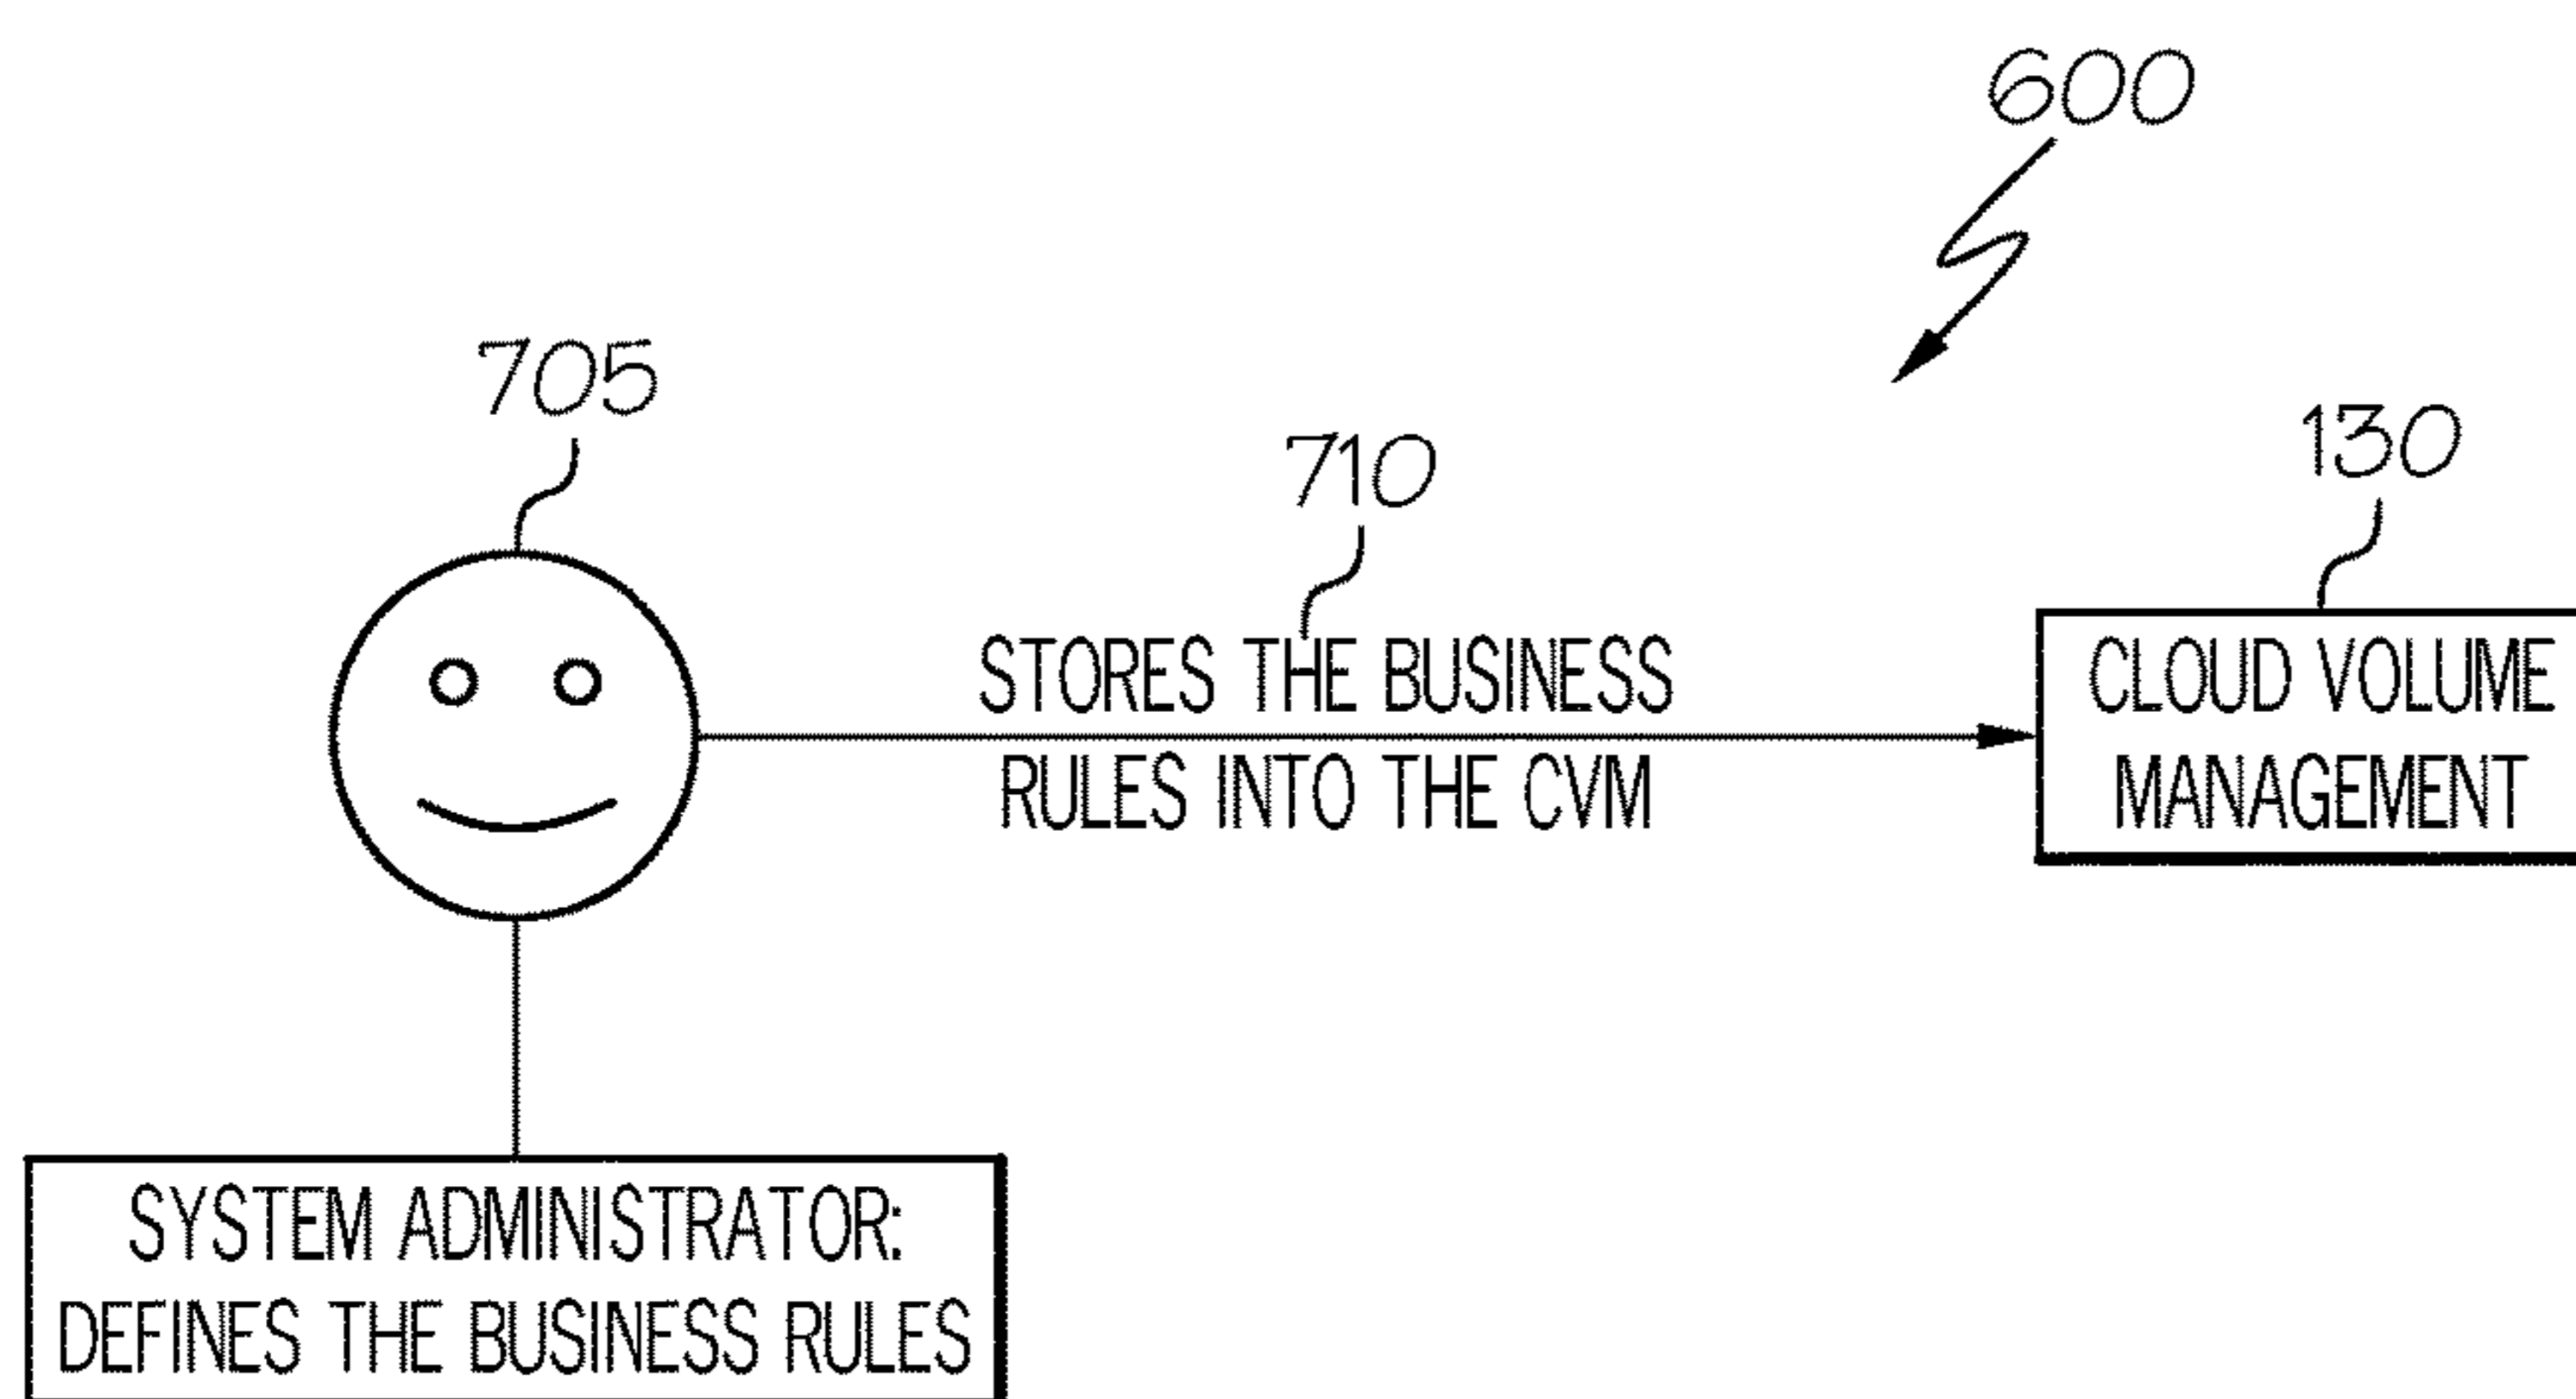 600
705
710
130
STORES THE BUSINESS
RULES INTO THE CVM
CLOUD VOLUME
MANAGEMENT
SYSTEM ADMINISTRATOR:
DEFINES THE BUSINESS RULES